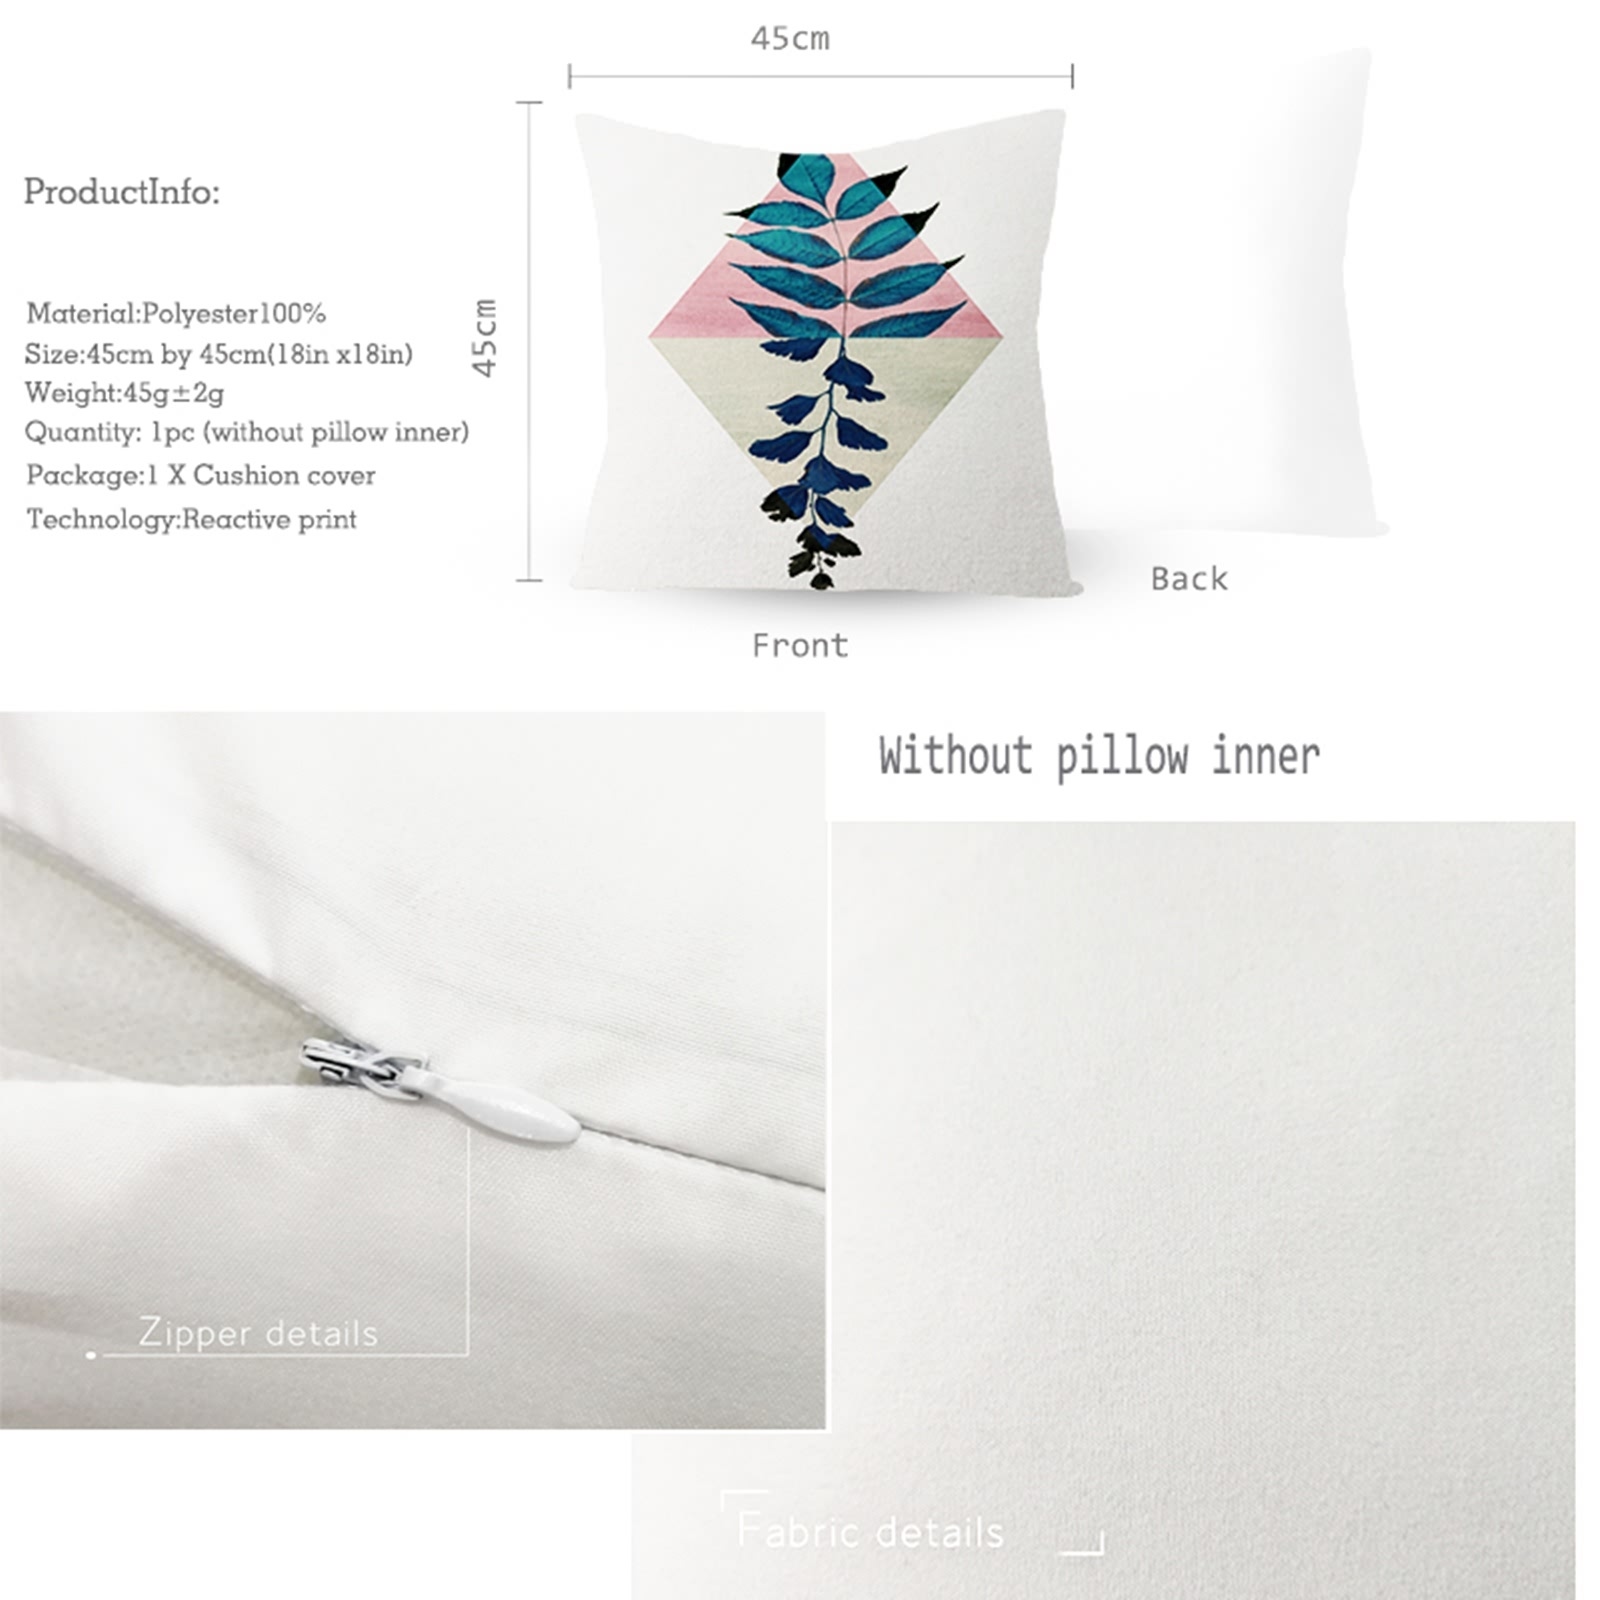 45cm
45cm
ProductInfo:
Material:Polyester100%
Size:45cm by 45cm(18in x18in)
Weight:45g±2g
Quantity: 1pc (without pillow inner)
Package:1 X Cushion cover
Technology:Reactive print
Back
Front
Without pillow inner
Zipper details
Fabric details